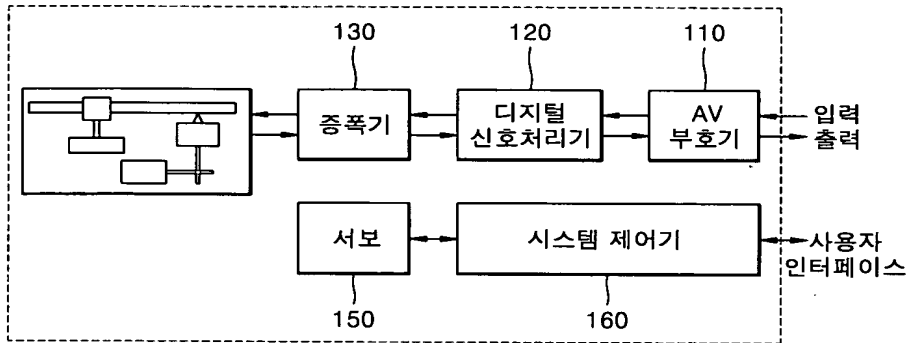 130
120
110
증폭기
디지털
신호처리기
AV
부호기
입력
출력
서보
시스템 제어기
사용자
인터페이스
150
160